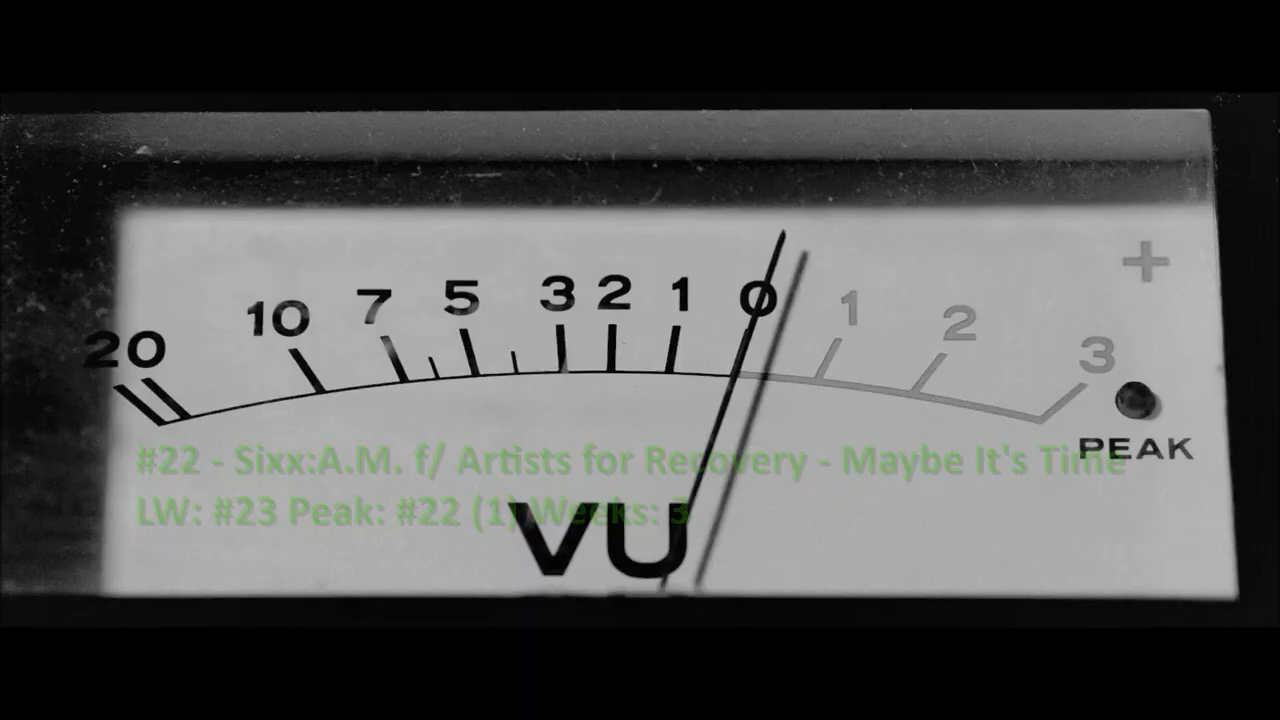 +
20 10 7 5 3 2 1 0 1 2 3
PEAK
#22 - Sixx:A.M. f/ Artists for Recovery - Maybe It's Time
LW: #23 Peak: #22 (1) Weeks: 3
VU